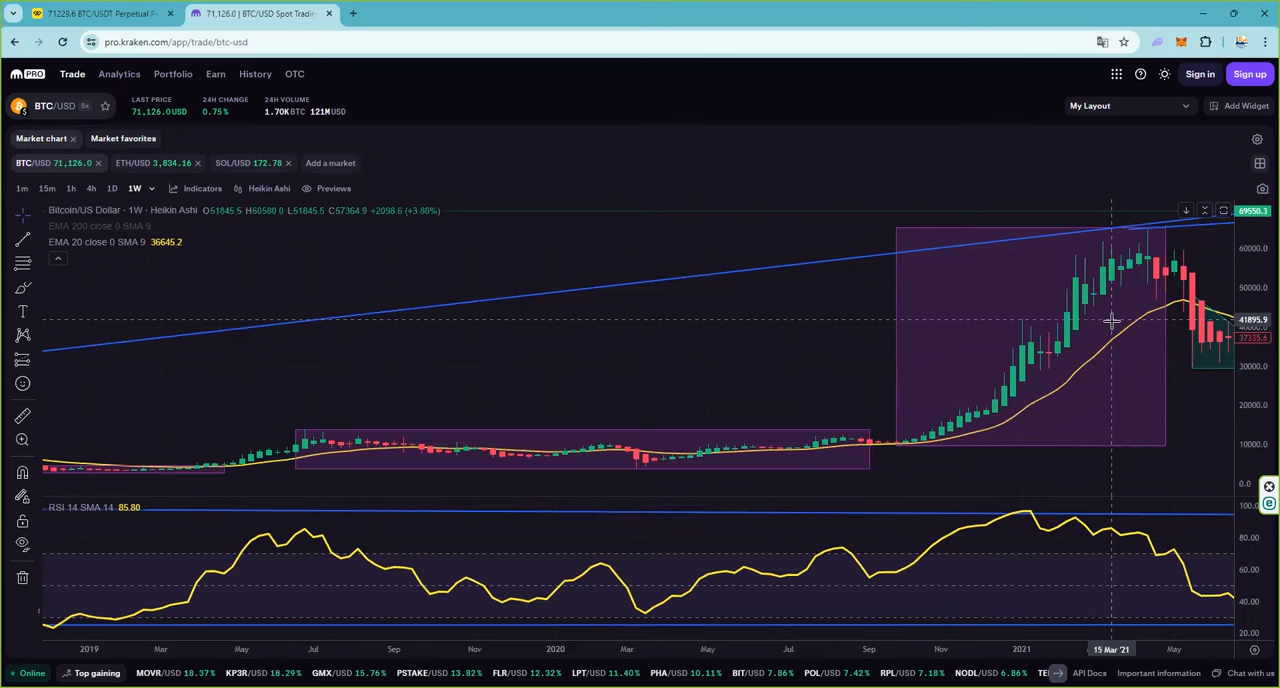 71229.6 BTC/USDT Perpetual
71,126.0 | BTC/USD Spot Tradin
pro.kraken.com/app/trade/btc-usd
PRO Trade Analytics Portfolio Earn History OTC Sign in Sign up
BTC/USD 5x
LAST PRICE 24H CHANGE 24H VOLUME
71,126.0 USD 0.75% 1.70K BTC 121M USD
My Layout Add Widget
Market chart Market favorites
BTC/USD 71,126.0 ETH/USD 3,834.16 SOL/USD 172.78 Add a market
1m 15m 1h 4h 1D 1W Indicators Heikin Ashi Previews
Bitcoin/US Dollar · 1W · Heikin Ashi O51845.5 H60580.0 L51845.5 C57364.9 +2098.6 (+3.80%)
69550.3
EMA 200 close 0 SMA 9
EMA 20 close 0 SMA 9 36645.2
60000.0
50000.0
41895.9
40000.0
37335.6
30000.0
20000.0
10000.0
0.0
RSI 14 SMA 14 85.80
100.0
80.00
60.00
40.00
20.00
2019 Mar May Jul Sep Nov 2020 Mar May Jul Sep Nov 2021 15 Mar '21 May
Online Top gaining MOVR/USD 18.37% KP3R/USD 18.29% GMX/USD 15.76% PSTAKE/USD 13.82% FLR/USD 12.32% LPT/USD 11.40% PHA/USD 10.11% BIT/USD 7.86% POL/USD 7.42% RPL/USD 7.18% NODL/USD 6.86% API Docs Important information Chat with us